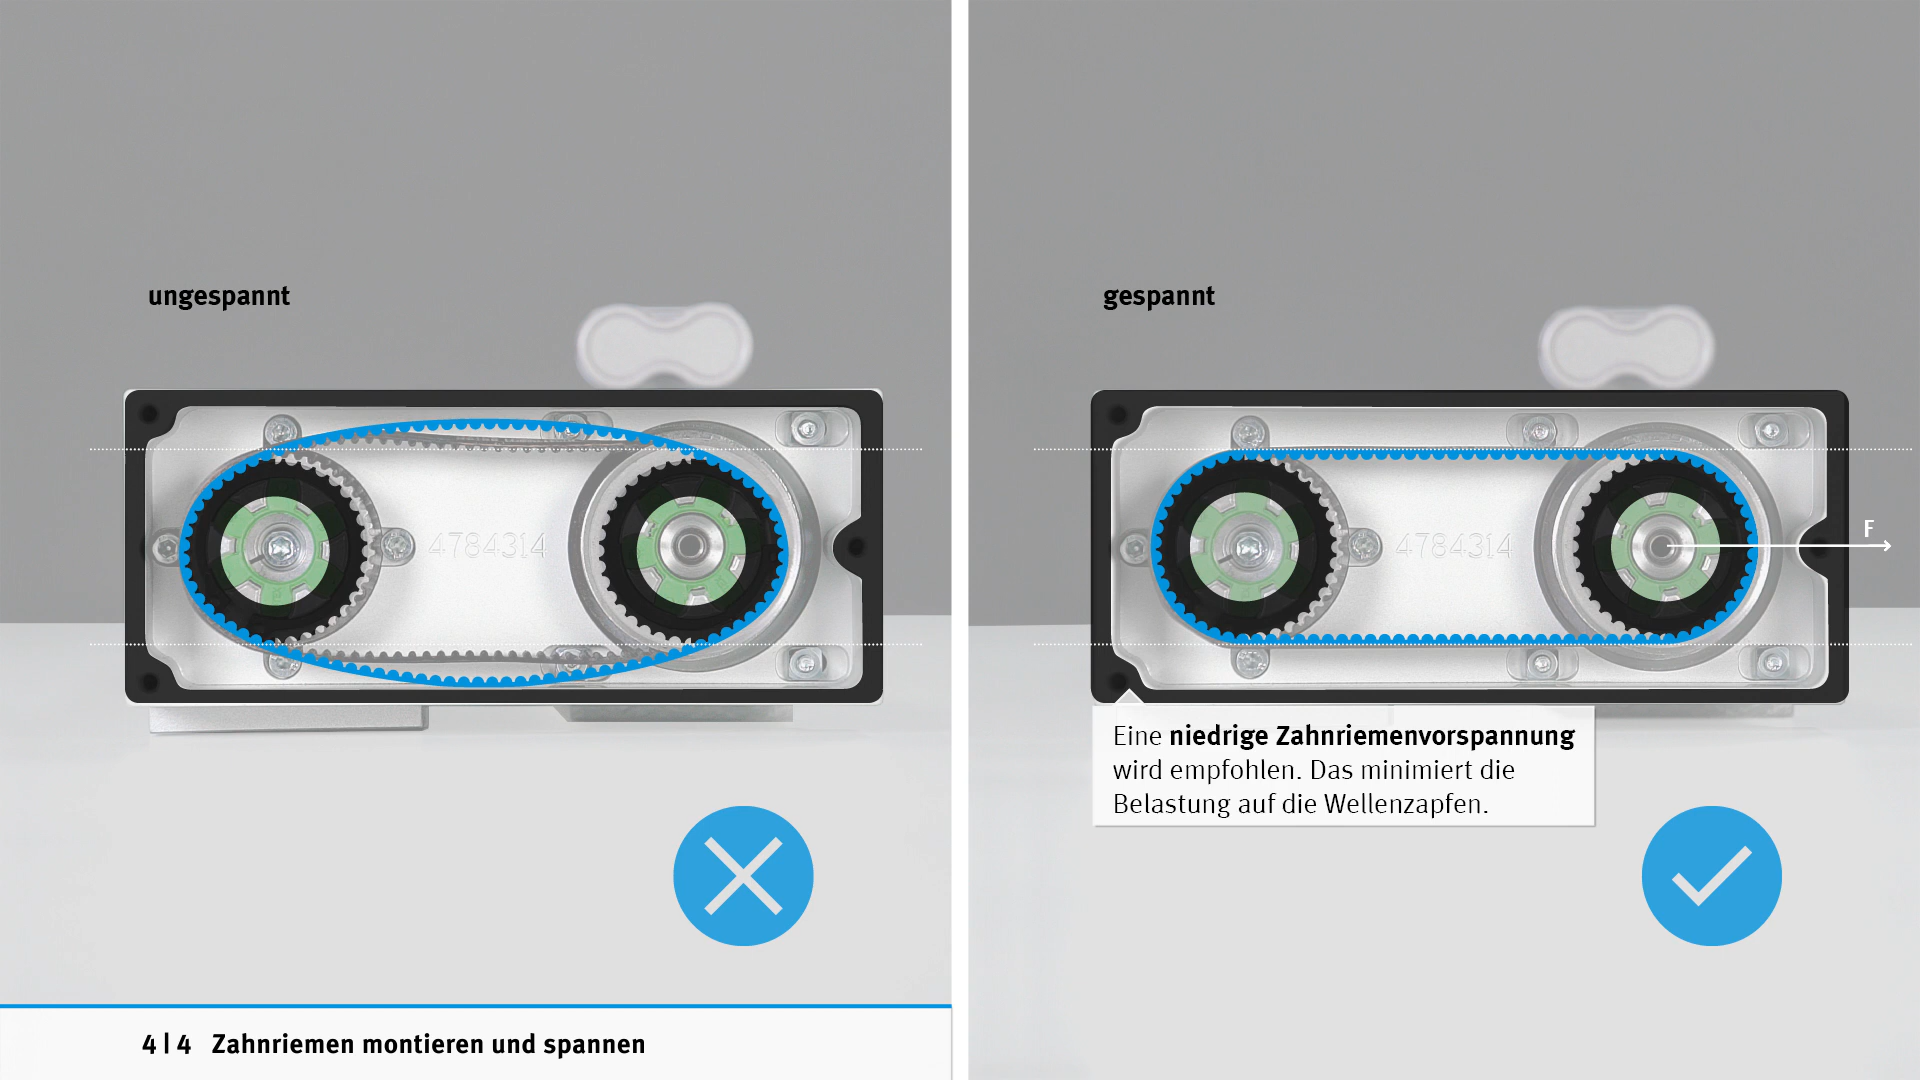 ungespannt
4784314
4 | 4 Zahnriemen montieren und spannen
gespannt
4784314
F
Eine niedrige Zahnriemenvorspannung
wird empfohlen. Das minimiert die
Belastung auf die Wellenzapfen.